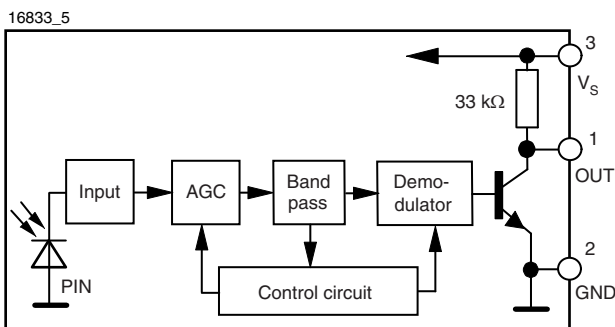 16833_5
3
V_S
33 kΩ
1
OUT
Input
AGC
Band
pass
Demo-
dulator
PIN
Control circuit
2
GND